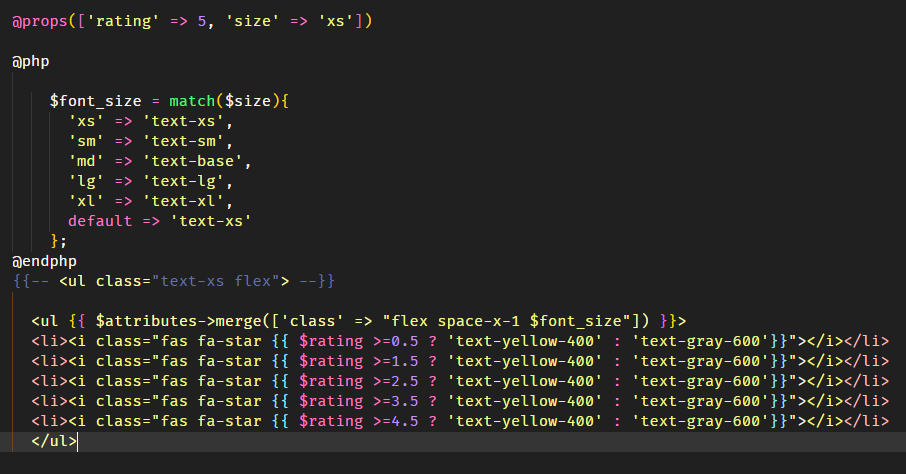 @props(['rating' => 5, 'size' => 'xs'])
@php
$font_size = match($size){
'xs' => 'text-xs',
'sm' => 'text-sm',
'md' => 'text-base',
'lg' => 'text-lg',
'xl' => 'text-xl',
default => 'text-xs'
};
@endphp
{{-- <ul class="text-xs flex"> --}}
<ul {{ $attributes->merge(['class' => "flex space-x-1 $font_size"]) }}>
<li><i class="fas fa-star {{ $rating >=0.5 ? 'text-yellow-400' : 'text-gray-600'}}"></i></li>
<li><i class="fas fa-star {{ $rating >=1.5 ? 'text-yellow-400' : 'text-gray-600'}}"></i></li>
<li><i class="fas fa-star {{ $rating >=2.5 ? 'text-yellow-400' : 'text-gray-600'}}"></i></li>
<li><i class="fas fa-star {{ $rating >=3.5 ? 'text-yellow-400' : 'text-gray-600'}}"></i></li>
<li><i class="fas fa-star {{ $rating >=4.5 ? 'text-yellow-400' : 'text-gray-600'}}"></i></li>
</ul>